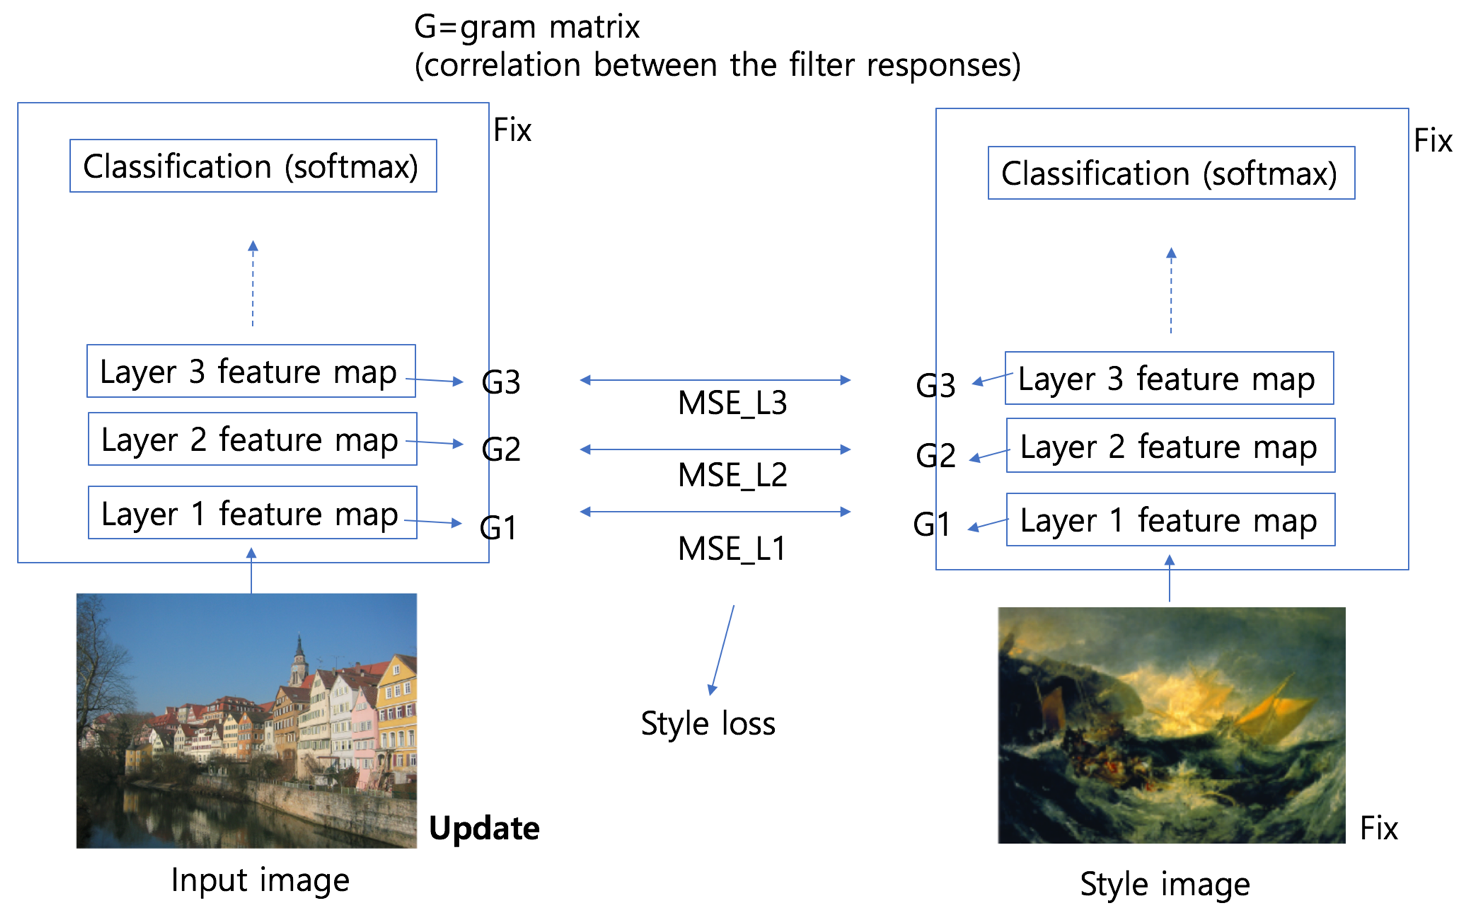 G=gram matrix
(correlation between the filter responses)
Fix
Classification (softmax)
Layer 3 feature map
G3
Layer 2 feature map
G2
Layer 1 feature map
G1
Input image
Update
MSE_L3
MSE_L2
MSE_L1
Style loss
Fix
Classification (softmax)
G3
Layer 3 feature map
G2
Layer 2 feature map
G1
Layer 1 feature map
Fix
Style image